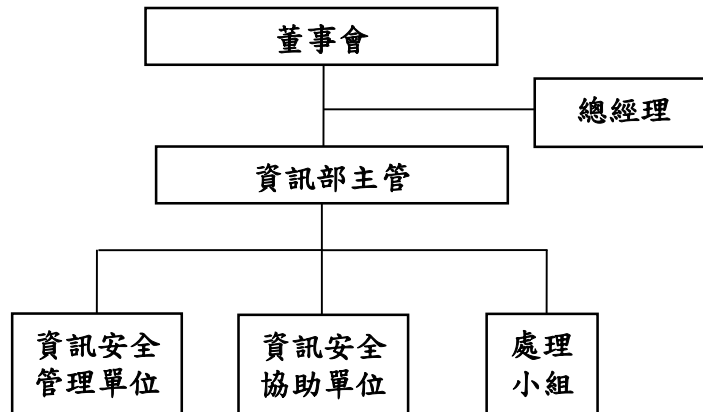 董事會
總經理
資訊部主管
資訊安全
管理單位
資訊安全
協助單位
處理
小組